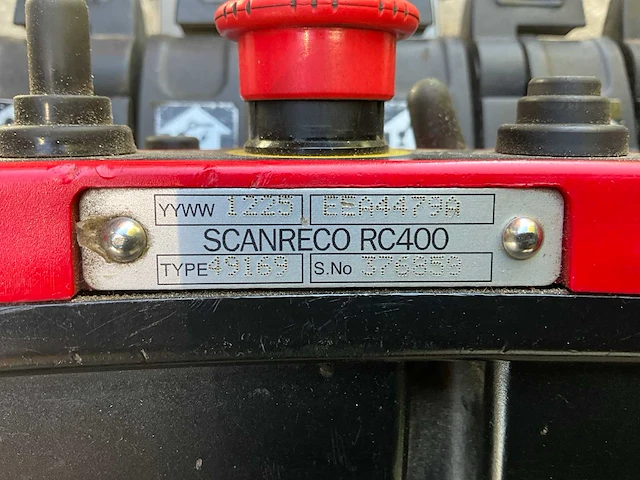 YYWW 1225 ESA4479A
SCANRECO RC400
TYPE 49169 S.No 376859